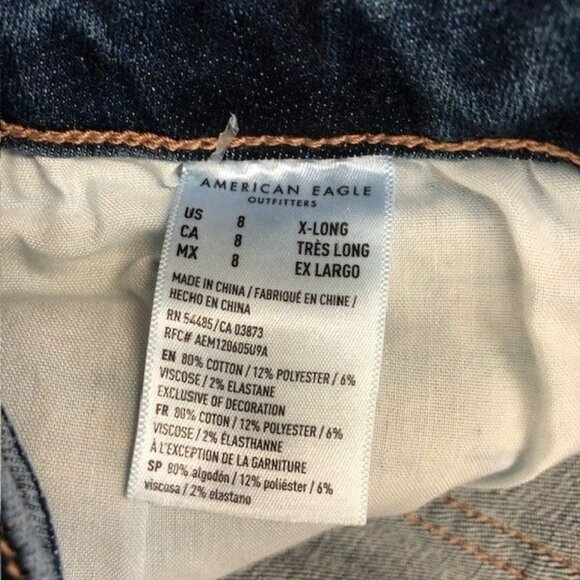 AMERICAN EAGLE
OUTFITTERS
US 8 X-LONG
CA 8 TRÈS LONG
MX 8 EX LARGO
MADE IN CHINA / FABRIQUÉ EN CHINE /
HECHO EN CHINA
RN 54485/CA 03873
RFC# AEM120605U9A
EN 80% COTTON / 12% POLYESTER / 6%
VISCOSE / 2% ELASTANE
EXCLUSIVE OF DECORATION
FR 80% COTON / 12% POLYESTER / 6%
VISCOSE / 2% ÉLASTHANNE
À L'EXCEPTION DE LA GARNITURE
SP 80% algodón / 12% poliéster / 6%
viscosa / 2% elastano